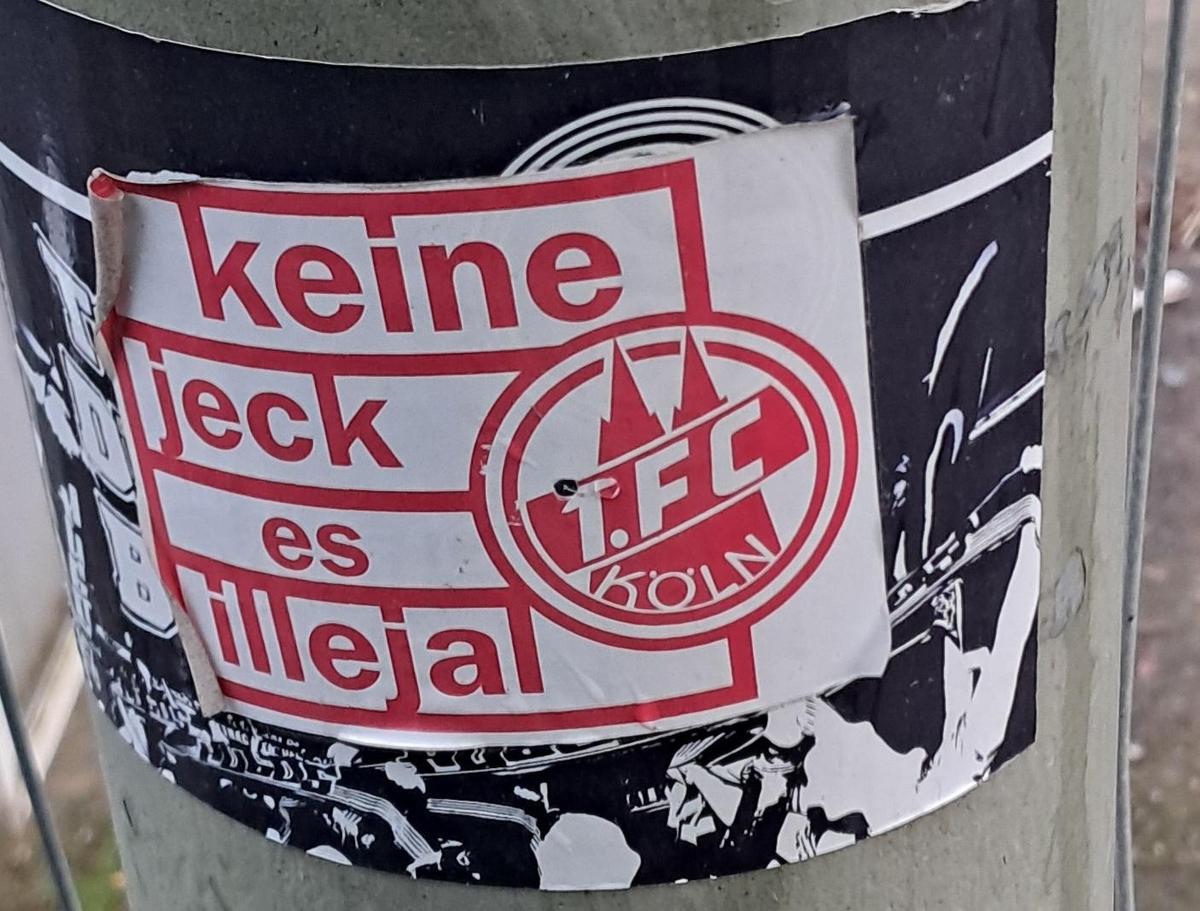 keine
jeck
es
illejal
1.FC
KÖLN